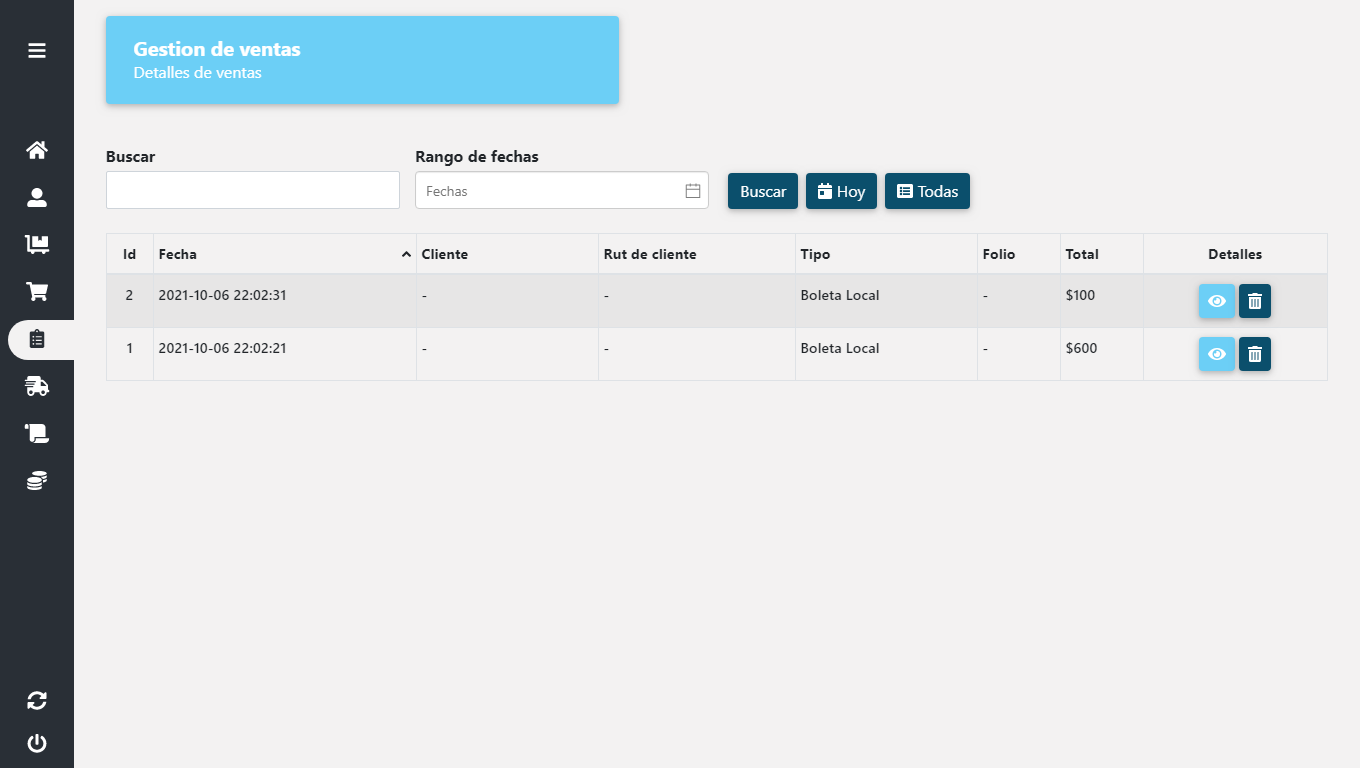 Gestion de ventas
Detalles de ventas
Buscar
Rango de fechas
Fechas
Buscar
Hoy
Todas
Id Fecha Cliente Rut de cliente Tipo Folio Total Detalles
2 2021-10-06 22:02:31 - - Boleta Local - $100
1 2021-10-06 22:02:21 - - Boleta Local - $600